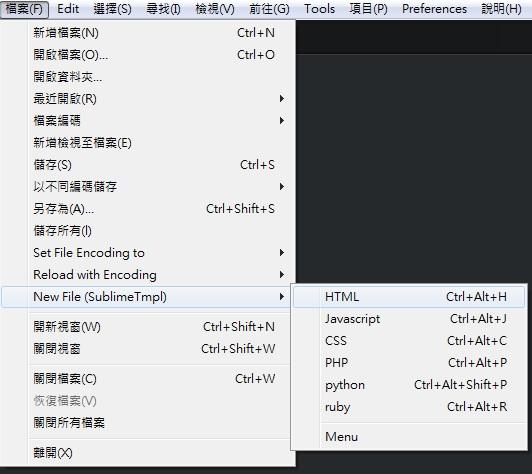 檔案(F) Edit 選擇(S) 尋找(I) 檢視(V) 前往(G) Tools 項目(P) Preferences 說明(H)
新增檔案(N) Ctrl+N
開啟檔案(O)... Ctrl+O
開啟資料夾...
最近開啟(R)
檔案編碼
新增檢視至檔案(E)
儲存(S) Ctrl+S
以不同編碼儲存
另存為(A)... Ctrl+Shift+S
儲存所有(l)
Set File Encoding to
Reload with Encoding
New File (SublimeTmpl)
開新視窗(W) Ctrl+Shift+N
關閉視窗 Ctrl+Shift+W
關閉檔案(C) Ctrl+W
恢復檔案(V)
關閉所有檔案
離開(X)
HTML Ctrl+Alt+H
Javascript Ctrl+Alt+J
CSS Ctrl+Alt+C
PHP Ctrl+Alt+P
python Ctrl+Alt+Shift+P
ruby Ctrl+Alt+R
Menu